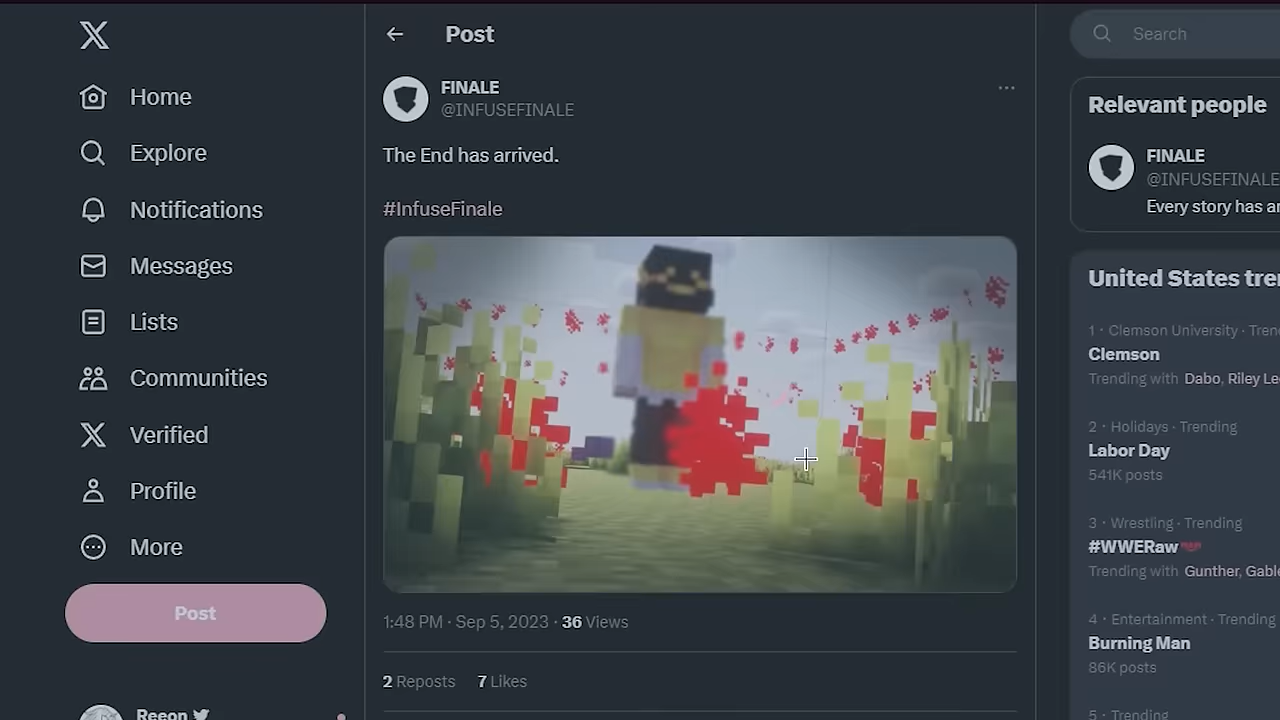 Home
Explore
Notifications
Messages
Lists
Communities
Verified
Profile
More
Post
Reeon
Post
FINALE
@INFUSEFINALE
The End has arrived.
#InfuseFinale
1:48 PM · Sep 5, 2023 · 36 Views
2 Reposts 7 Likes
Search
Relevant people
FINALE
@INFUSEFINALE
Every story has a
United States tre
1 · Clemson University · Tren
Clemson
Trending with Dabo, Riley Le
2 · Holidays · Trending
Labor Day
541K posts
3 · Wrestling · Trending
#WWERaw
Trending with Gunther, Gable
4 · Entertainment · Trending
Burning Man
86K posts
5 · Trending